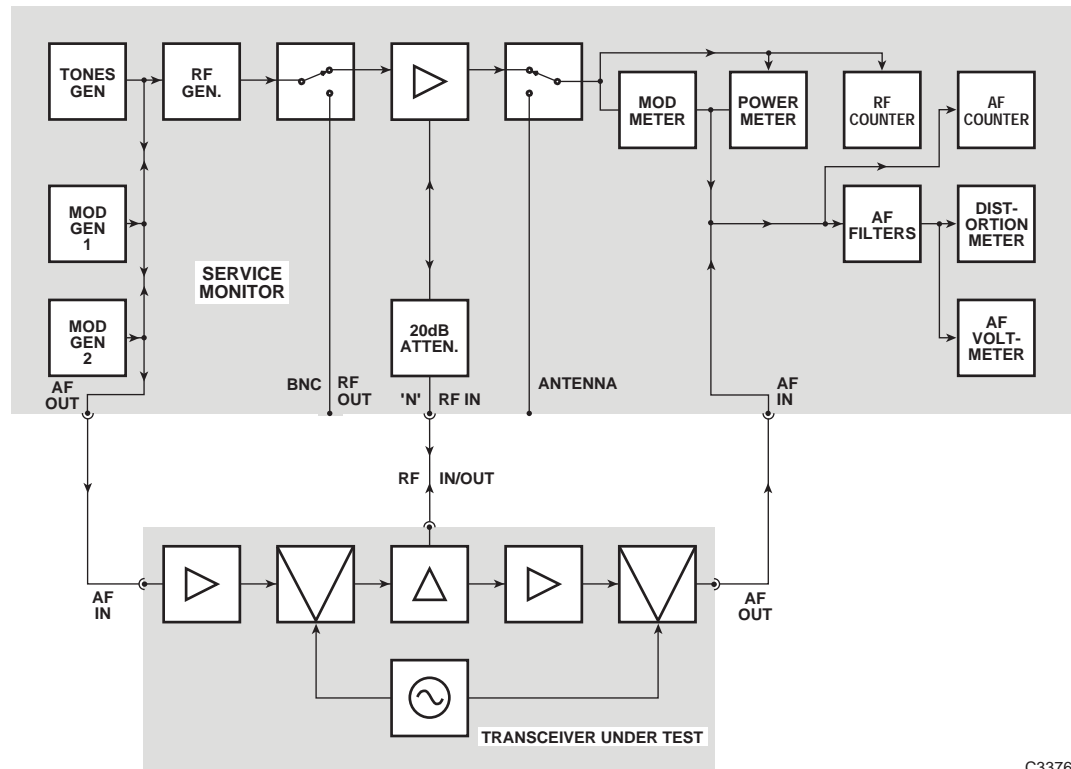 TONES
GEN
RF
GEN.
MOD
METER
POWER
METER
RF
COUNTER
AF
COUNTER
MOD
GEN
1
AF
FILTERS
DIST-
ORTION
METER
SERVICE
MONITOR
MOD
GEN
2
20dB
ATTEN.
AF
VOLT-
METER
AF
OUT
BNC
RF
OUT
'N'
RF IN
ANTENNA
AF
IN
RF
IN/OUT
AF
IN
AF
OUT
TRANSCEIVER UNDER TEST
C3376